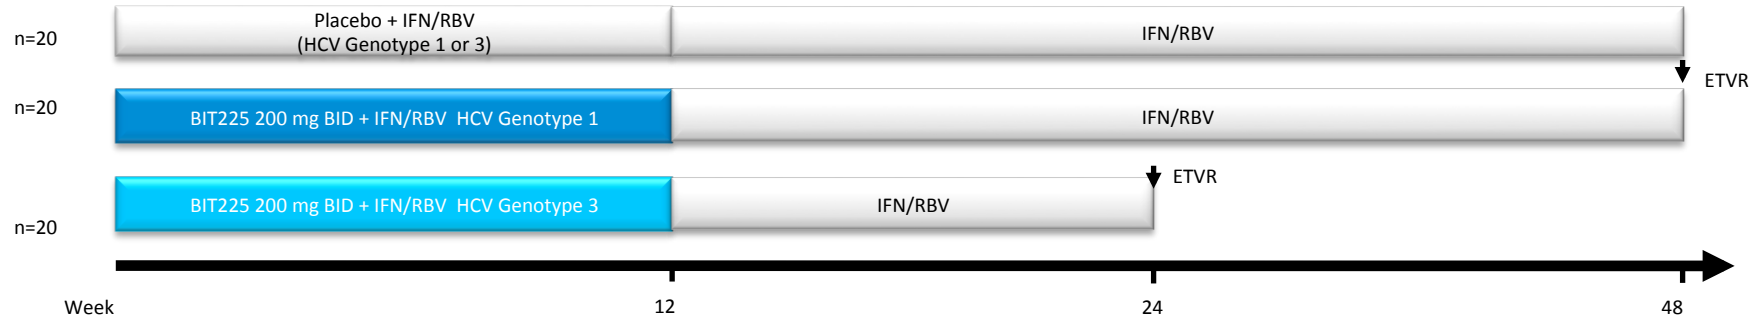 Placebo + IFN/RBV
(HCV Genotype 1 or 3)
IFN/RBV
n=20
ETVR
n=20
BIT225 200 mg BID + IFN/RBV HCV Genotype 1
IFN/RBV
ETVR
BIT225 200 mg BID + IFN/RBV HCV Genotype 3
IFN/RBV
n=20
Week
12
24
48